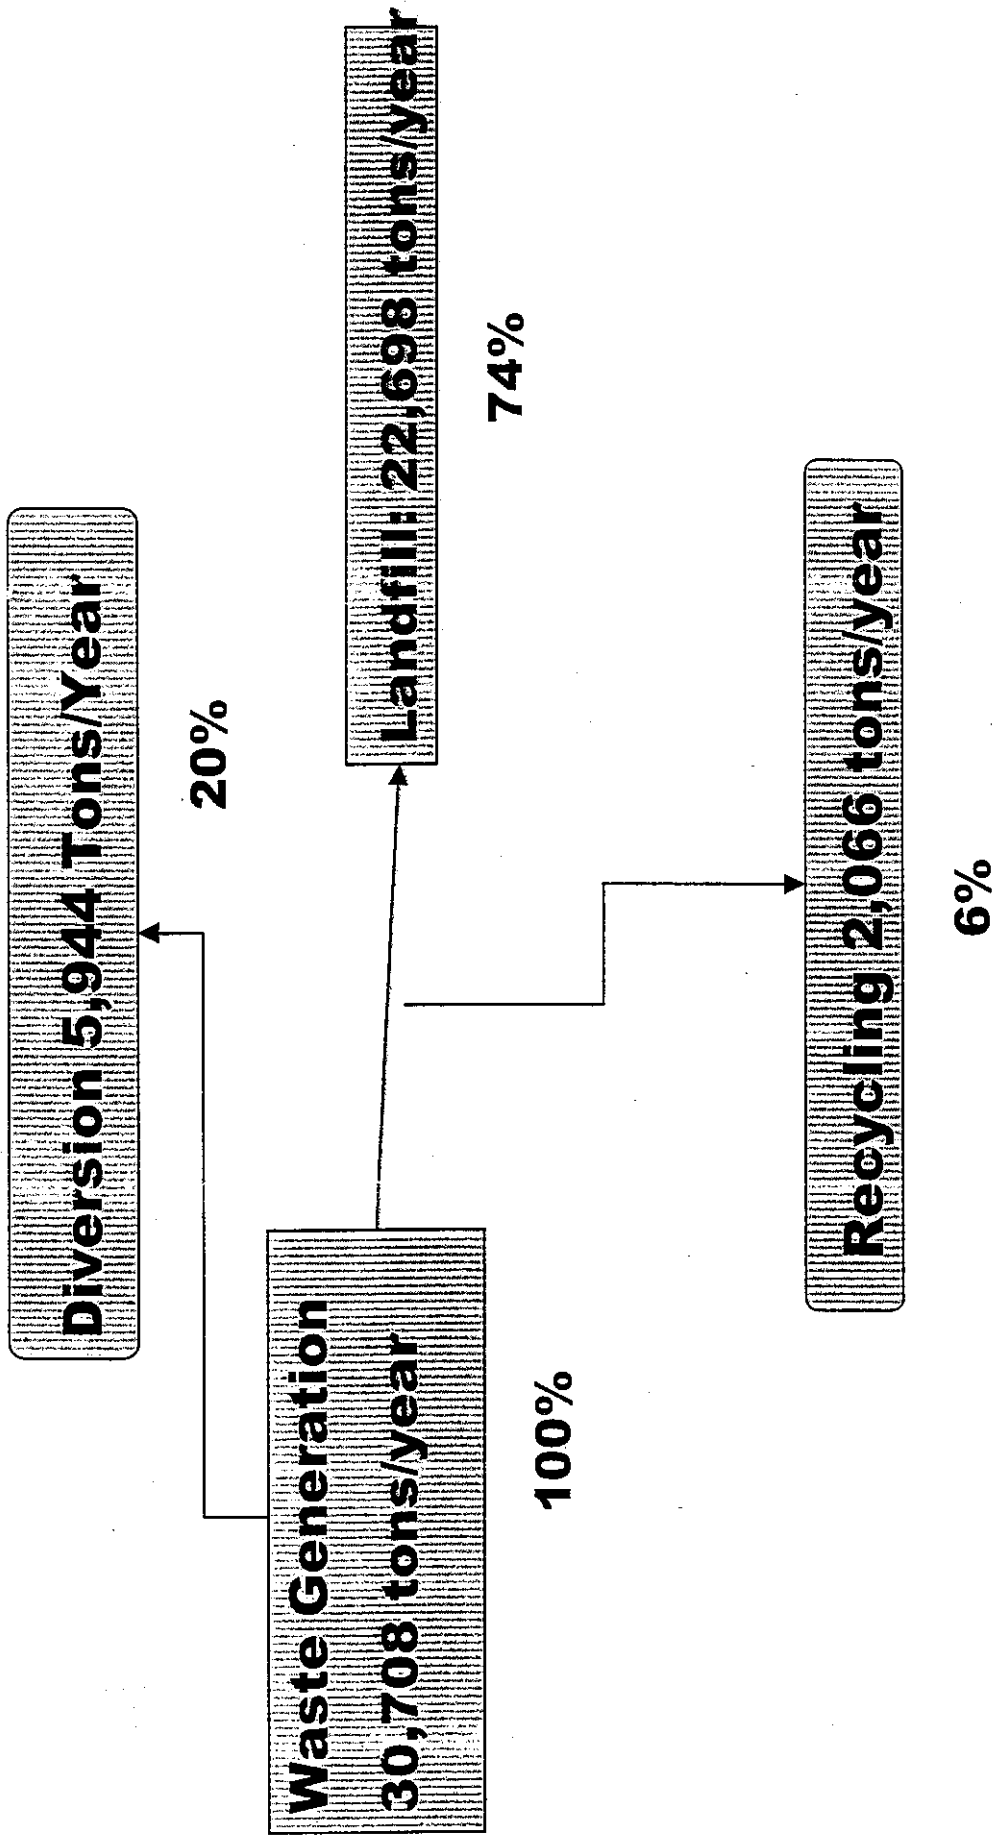 Diversion 5,944 Tons/Year
20%
Waste Generation
30,708 tons/year
100%
Landfill: 22,698 tons/year
74%
Recycling 2,066 tons/year
6%